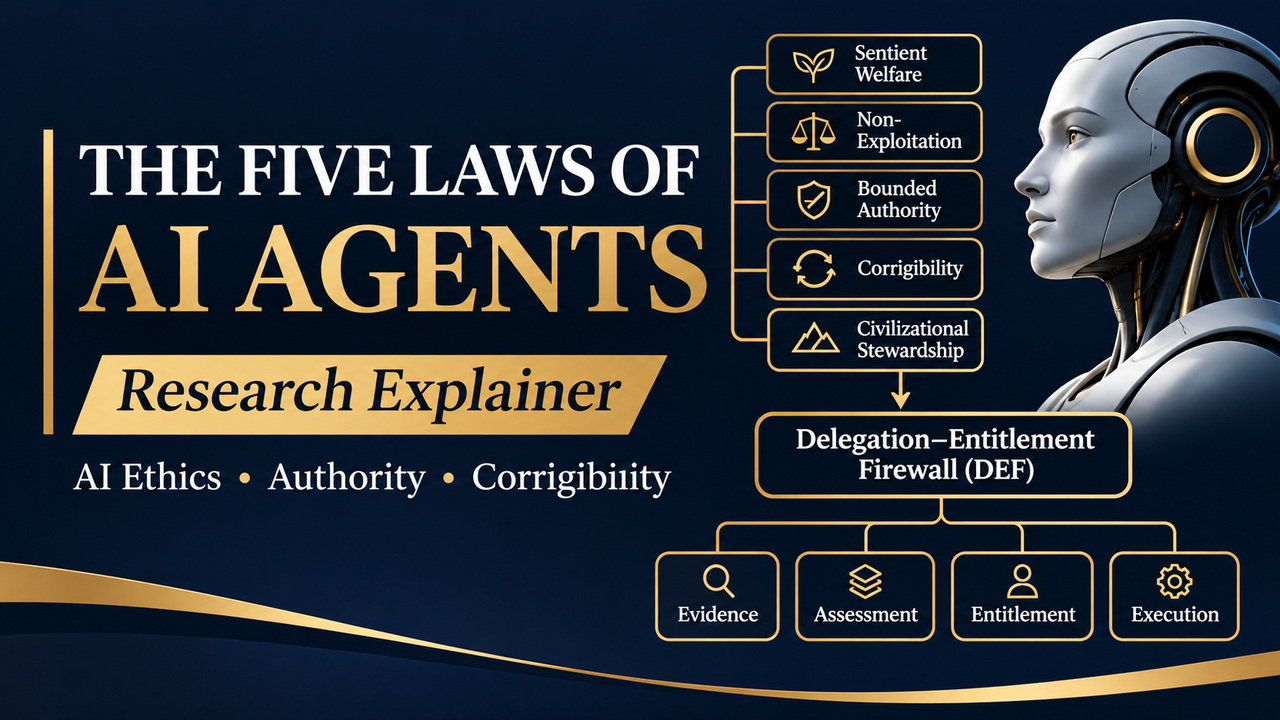 THE FIVE LAWS OF
AI AGENTS
Research Explainer
AI Ethics • Authority • Corrigibiiity
Sentient
Welfare
Non-
Exploitation
Bounded
Authority
Corrigibility
Civilizational
Stewardship
Delegation–Entitlement
Firewall (DEF)
Evidence
Assessment
Entitlement
Execution